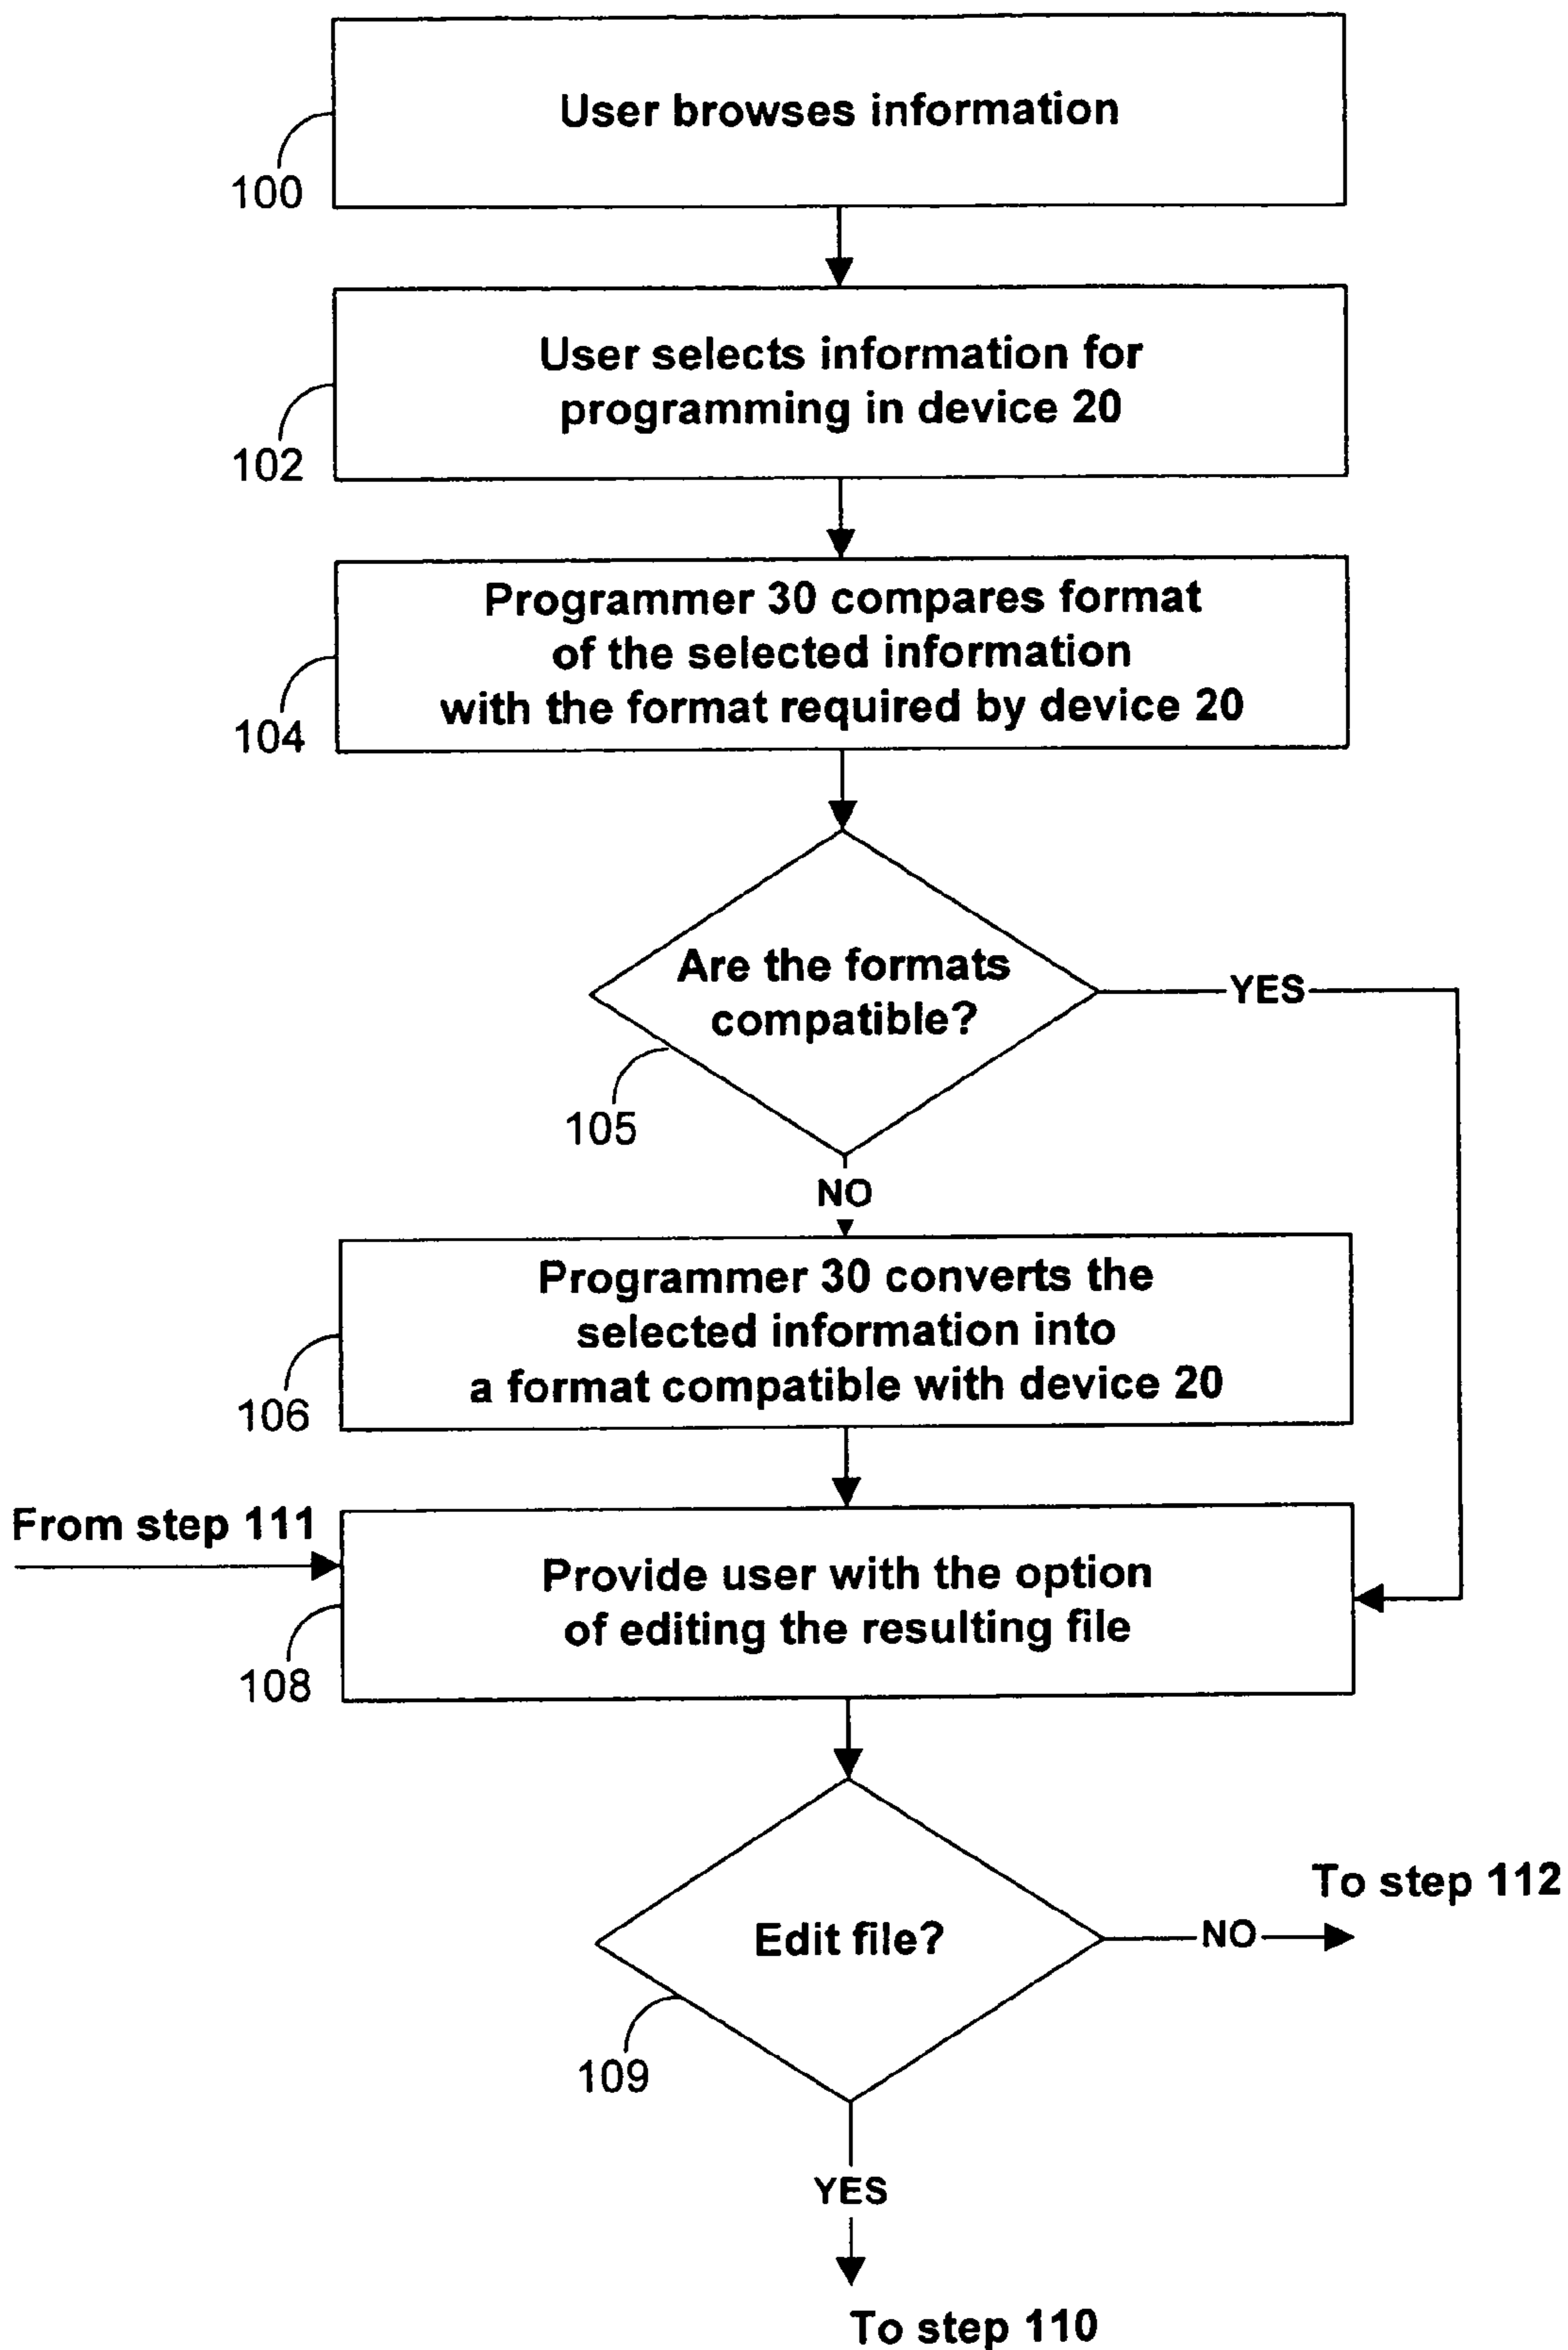 User browses information
100
User selects information for
programming in device 20
102
Programmer 30 compares format
of the selected information
with the format required by device 20
104
Are the formats
compatible?
YES
105
NO
Programmer 30 converts the
selected information into
a format compatible with device 20
106
From step 111
Provide user with the option
of editing the resulting file
108
To step 112
Edit file?
NO
109
YES
To step 110